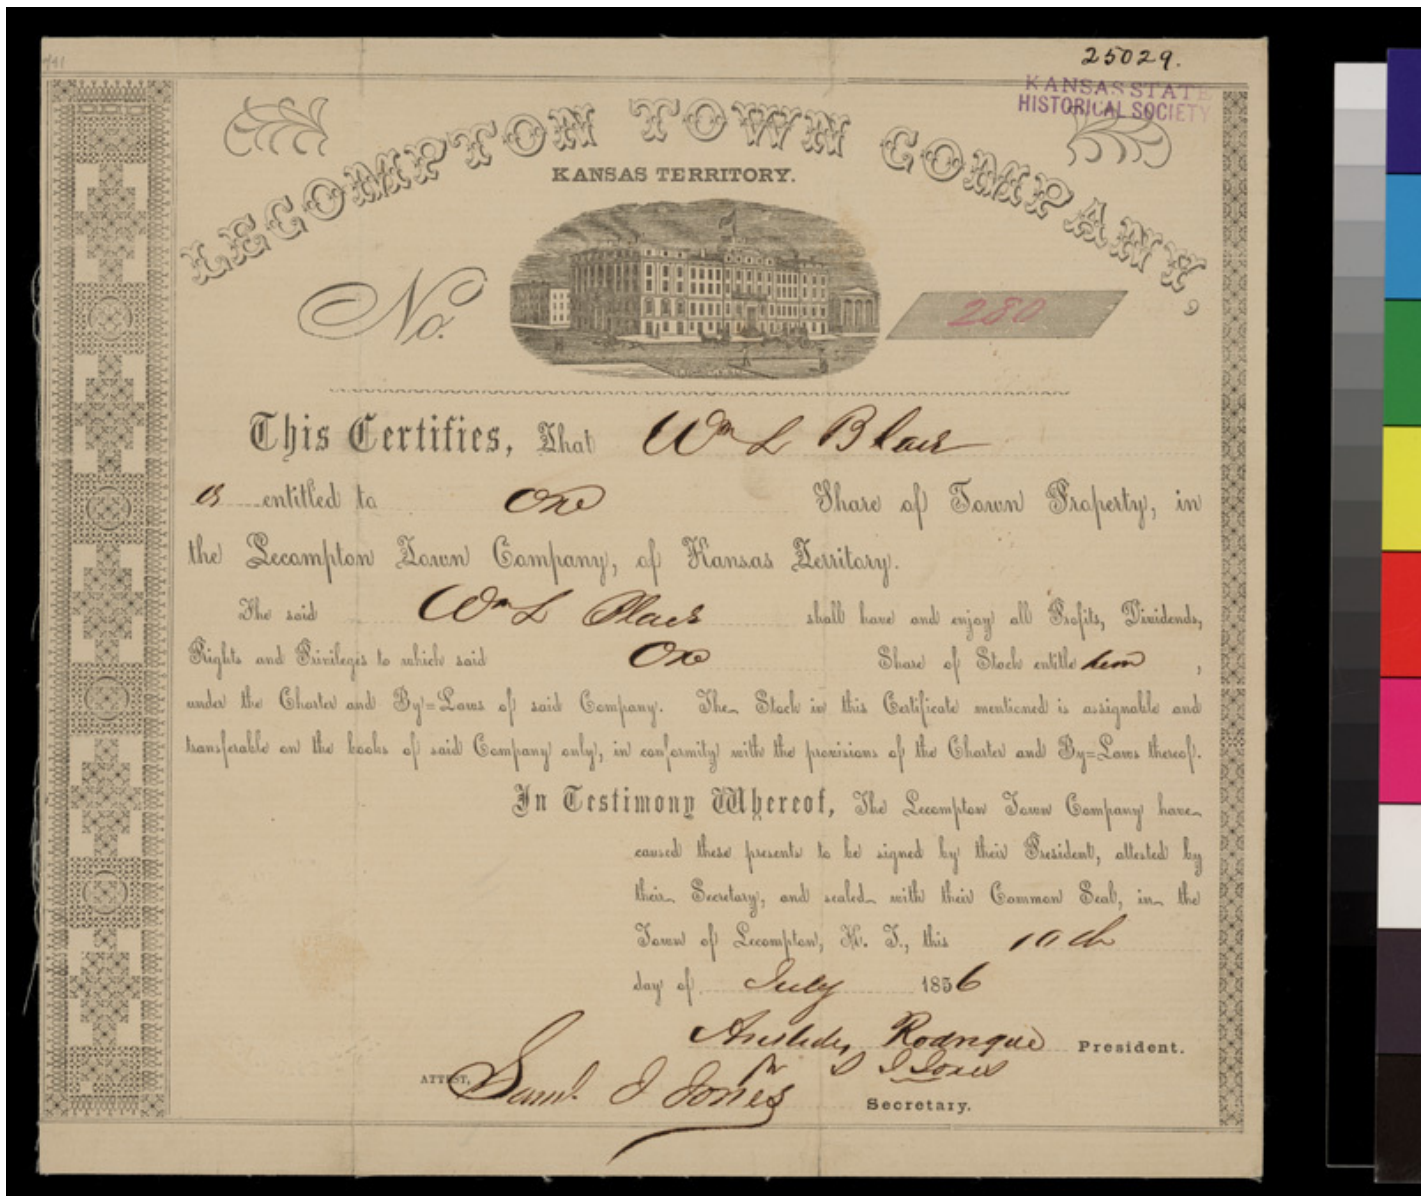 25029.
KANSAS STATE
HISTORICAL SOCIETY
LECOMPTON TOWN COMPANY,
KANSAS TERRITORY.
No. 280
This Certifies, That Wm L Blair
is entitled to One Share of Town Property, in
the Lecompton Town Company, of Kansas Territory.
The said Wm L Blair shall have and enjoy all Profits, Dividends,
Rights and Privileges to which said One Share of Stock entitle him,
under the Charter and By=Laws of said Company. The Stock in this Certificate mentioned is assignable and
transferable on the books of said Company only, in conformity with the provisions of the Charter and By=Laws thereof.
In Testimony Whereof, The Lecompton Town Company have
caused these presents to be signed by their President, attested by
their Secretary, and sealed with their Common Seal, in the
Town of Lecompton, K. T., this 10th
day of July 1856
Aristides Rodrique President.
pr S J Jones
ATTEST, Saml. J Jones Secretary.